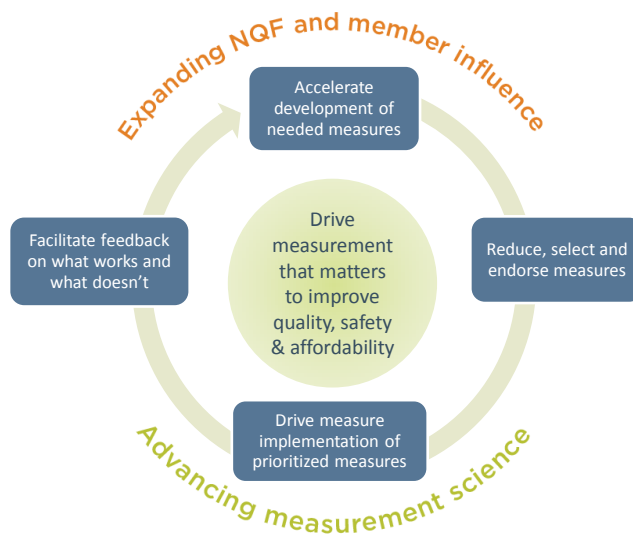 Expanding NQF and member influence
Accelerate
development of
needed measures
Facilitate feedback
on what works and
what doesn't
Drive
measurement
that matters
to improve
quality, safety
& affordability
Reduce, select and
endorse measures
Drive measure
implementation of
prioritized measures
Advancing measurement science